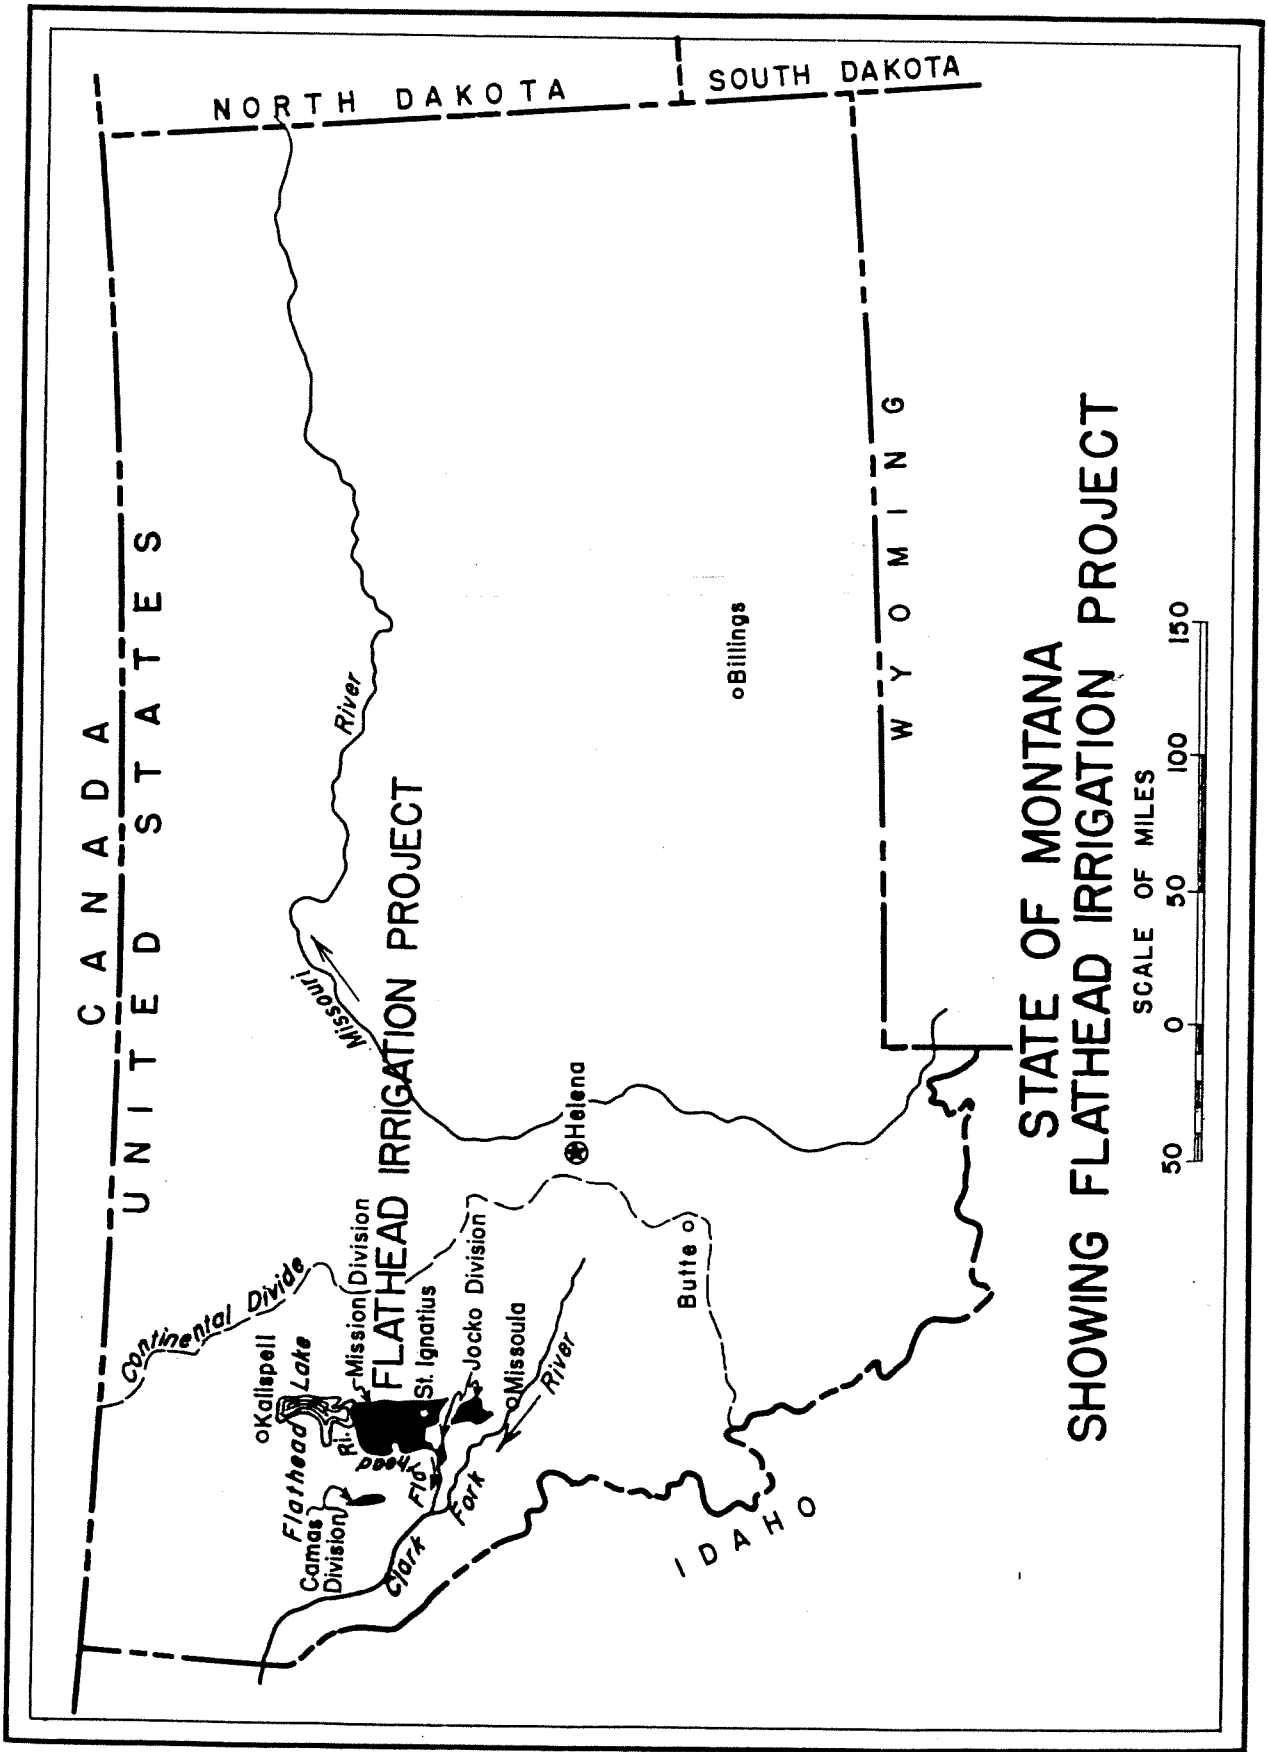 CANADA
UNITED STATES
NORTH DAKOTA
SOUTH DAKOTA
Continental Divide
Kalispell
Flathead Lake
Camas
Division
Mission Division
FLATHEAD IRRIGATION PROJECT
Missouri River
St. Ignatius
Jocko Division
Flathead Ri.
Missoula
Clark Fork River
Helena
Butte
Billings
IDAHO
WYOMING
STATE OF MONTANA
SHOWING FLATHEAD IRRIGATION PROJECT
SCALE OF MILES
50 0 50 100 150